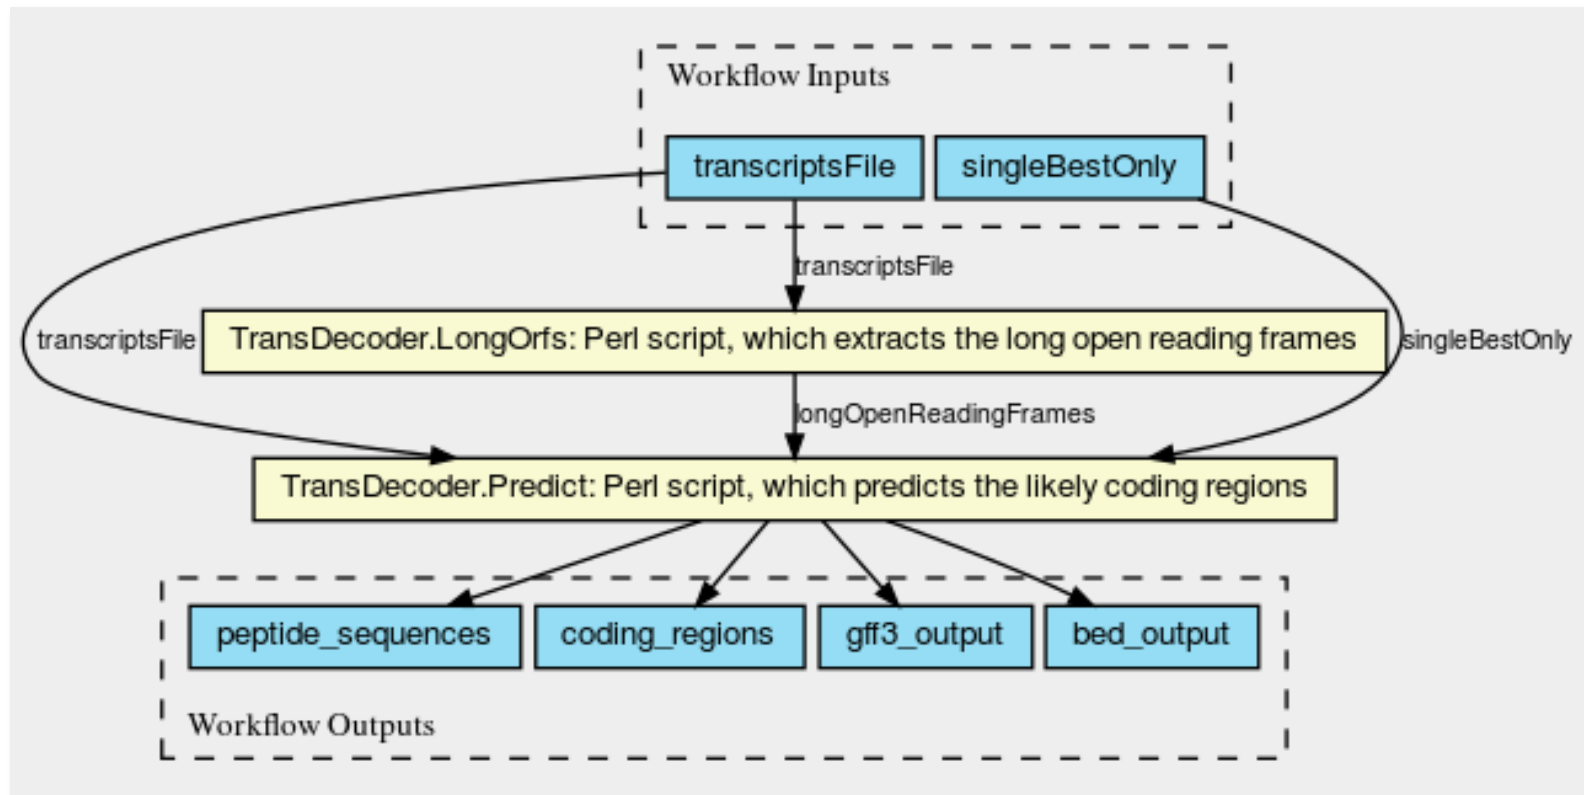 Workflow Inputs
transcriptsFile
singleBestOnly
transcriptsFile
transcriptsFile
TransDecoder.LongOrfs: Perl script, which extracts the long open reading frames
singleBestOnly
longOpenReadingFrames
TransDecoder.Predict: Perl script, which predicts the likely coding regions
peptide_sequences
coding_regions
gff3_output
bed_output
Workflow Outputs